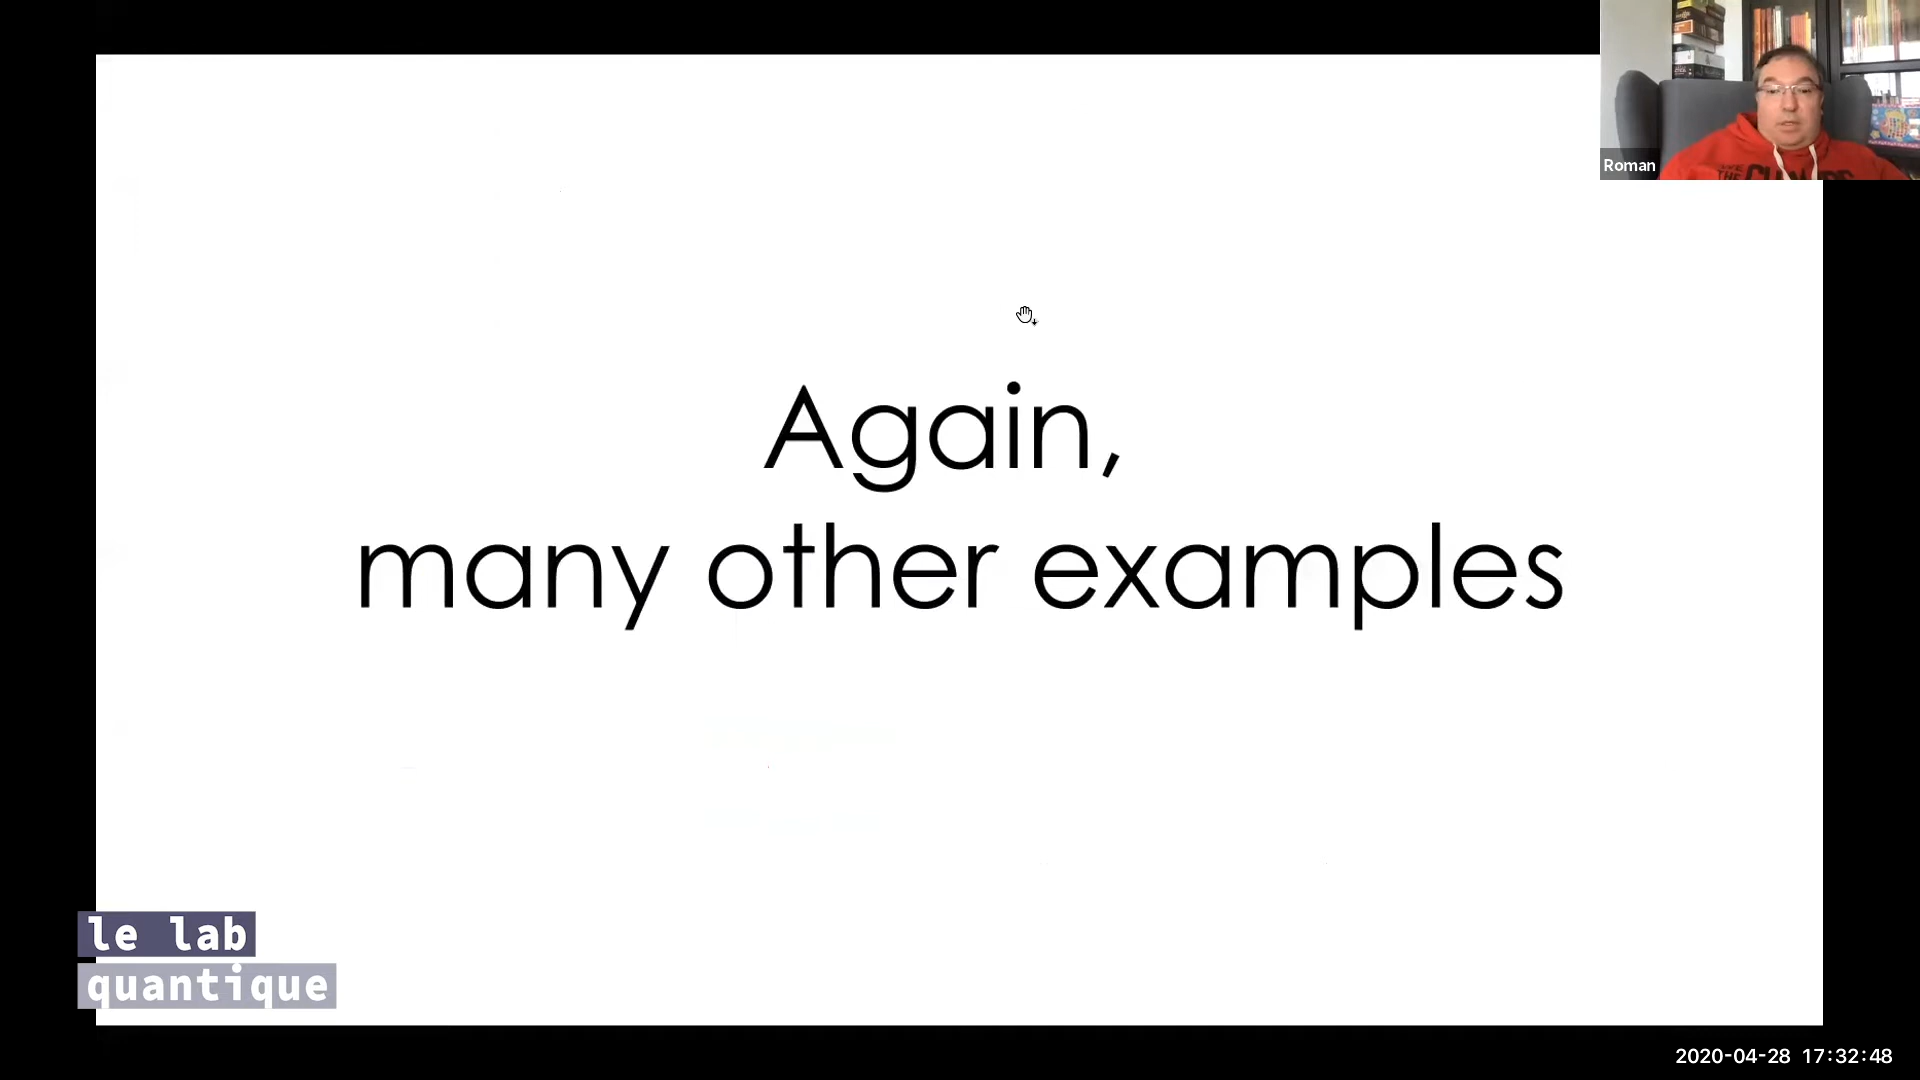 Roman
Again,
many other examples
le lab
quantique
2020-04-28 17:32:48